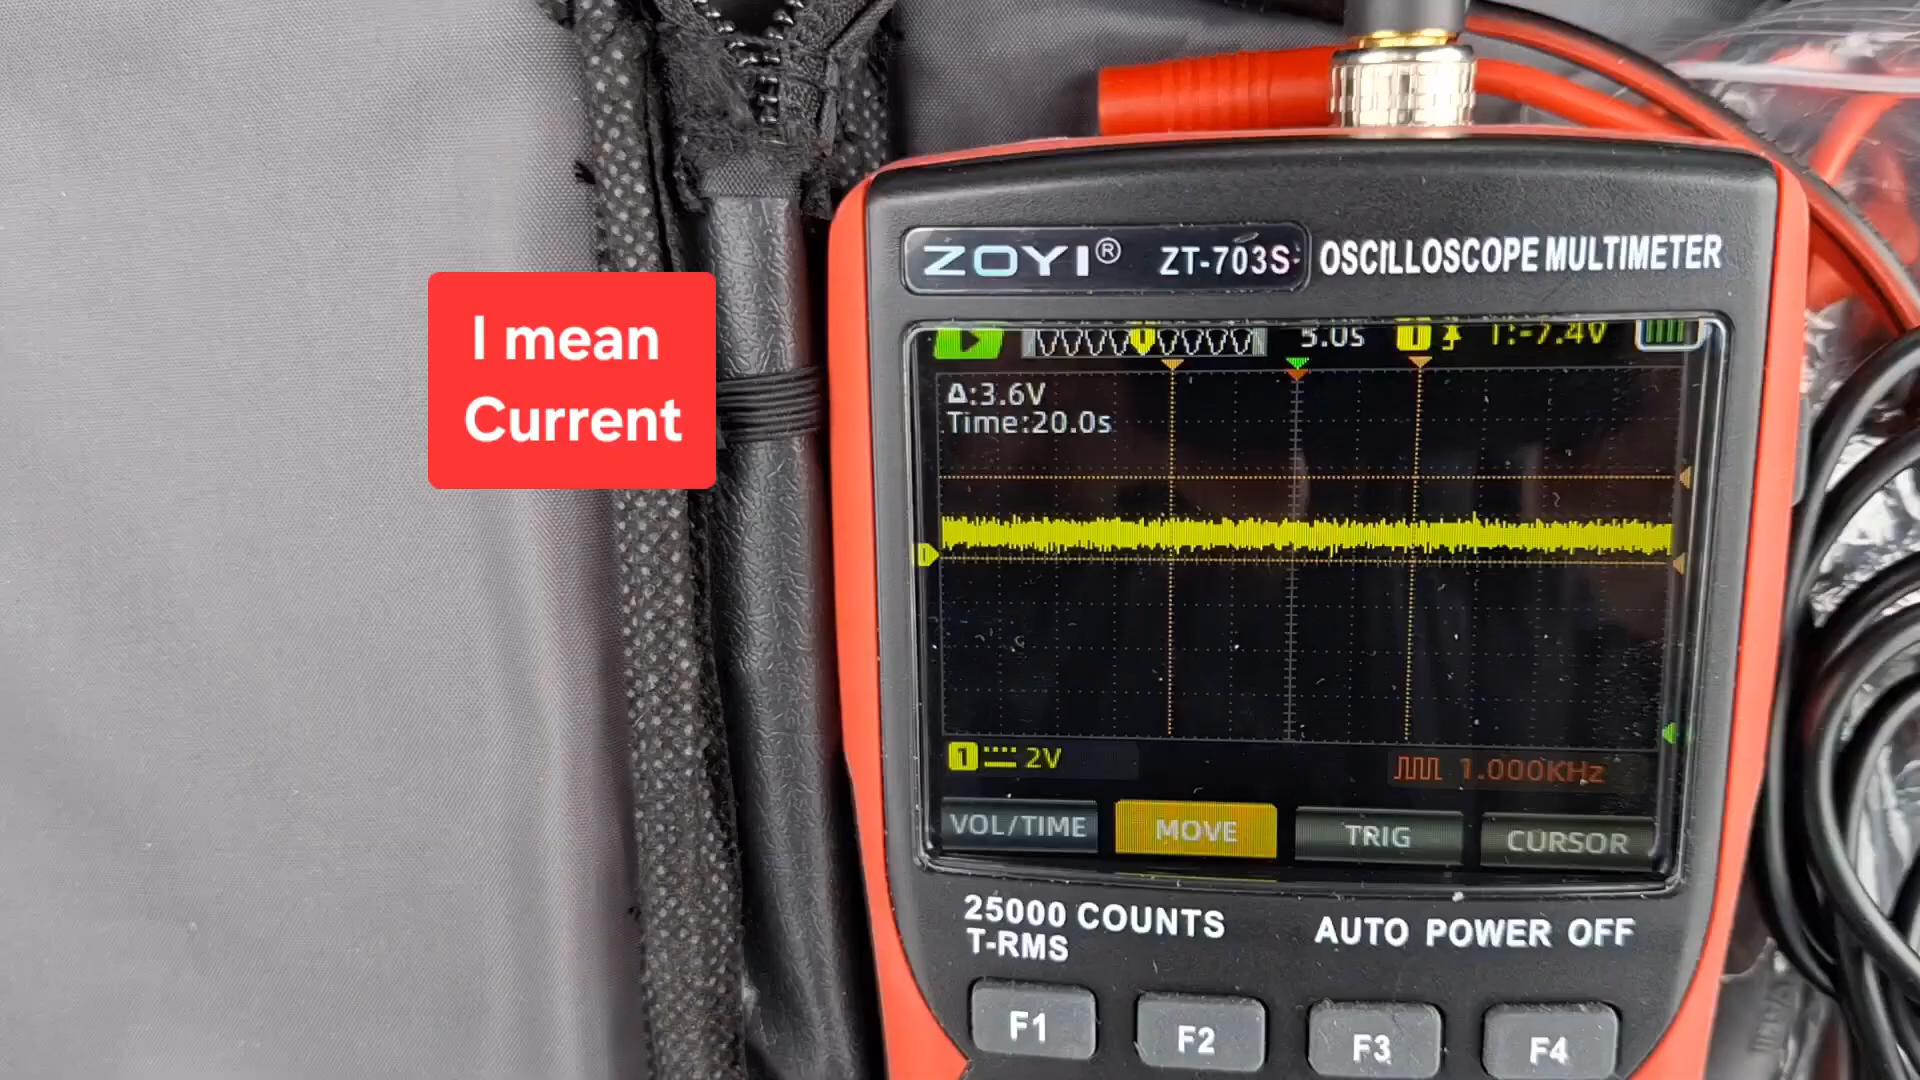 I mean
Current
ZOYI® ZT-703S OSCILLOSCOPE MULTIMETER
5.0s 1 T:-7.4V
Δ:3.6V
Time:20.0s
1 2V 1.000KHz
VOL/TIME MOVE TRIG CURSOR
25000 COUNTS
T-RMS
AUTO POWER OFF
F1 F2 F3 F4